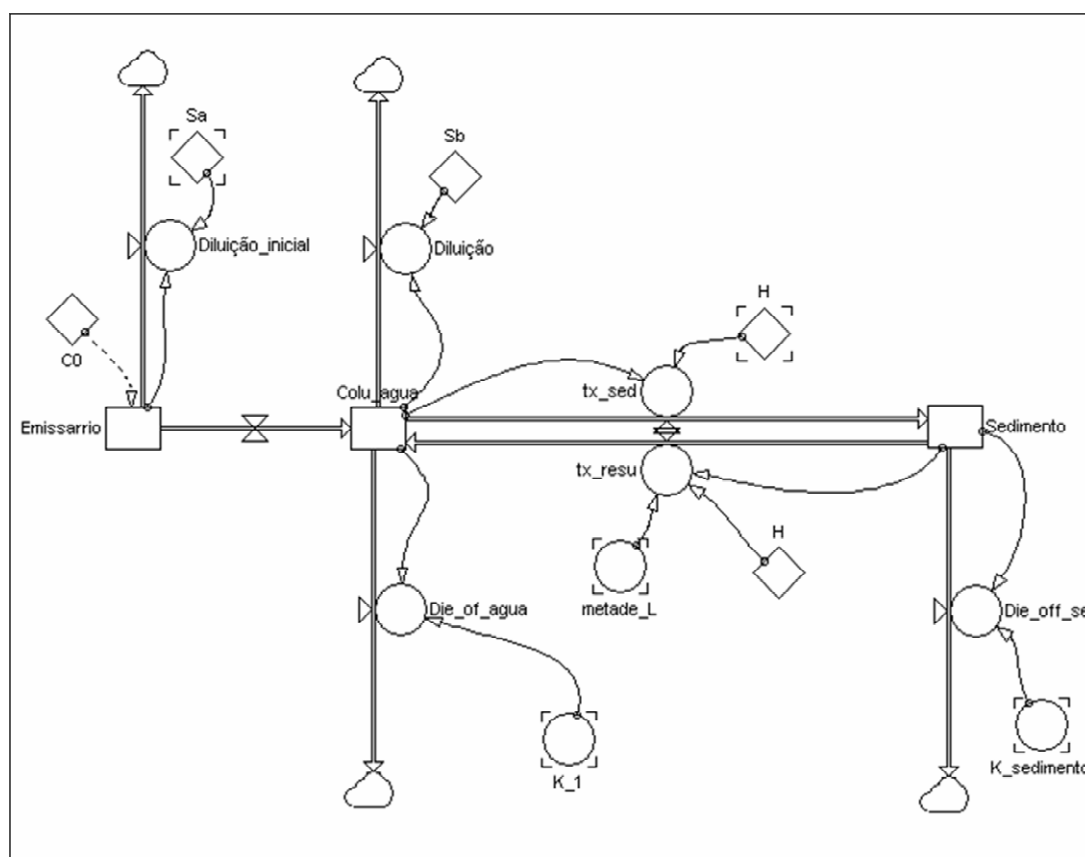 Sa
Sb
Diluição_inicial
Diluição
H
C0
Colu_agua
tx_sed
Emissarrio
Sedimento
tx_resu
H
metade_L
Die_of_agua
Die_off_se
K_1
K_sedimento